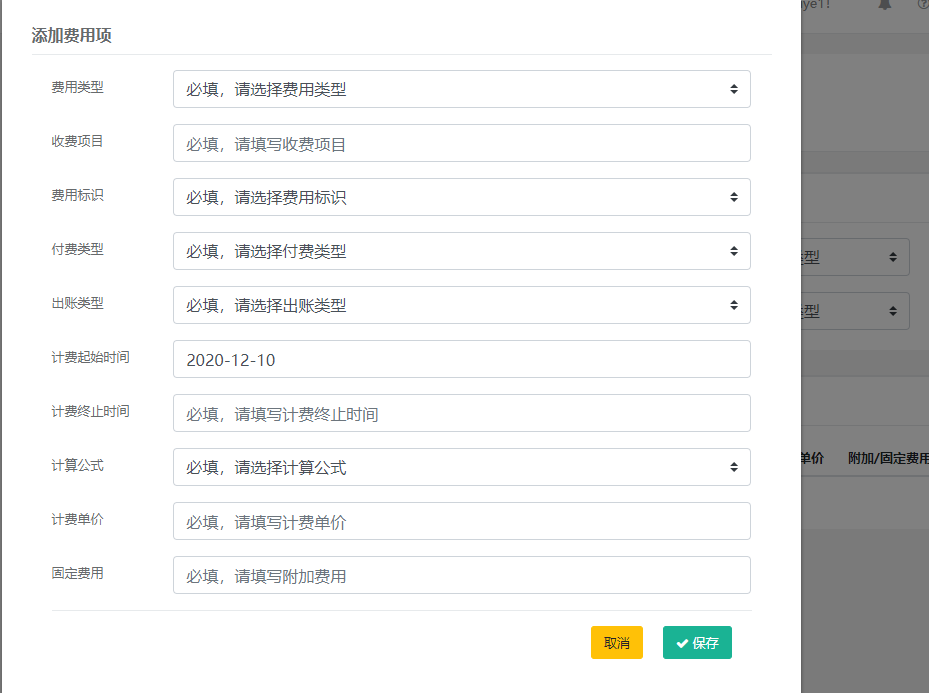 uye1!
添加费用项
费用类型
必填，请选择费用类型
收费项目
必填，请填写收费项目
费用标识
必填，请选择费用标识
付费类型
必填，请选择付费类型
型
出账类型
必填，请选择出账类型
型
计费起始时间
2020-12-10
计费终止时间
必填，请填写计费终止时间
计算公式
必填，请选择计算公式
单价
附加/固定费用
计费单价
必填，请填写计费单价
固定费用
必填，请填写附加费用
取消
保存